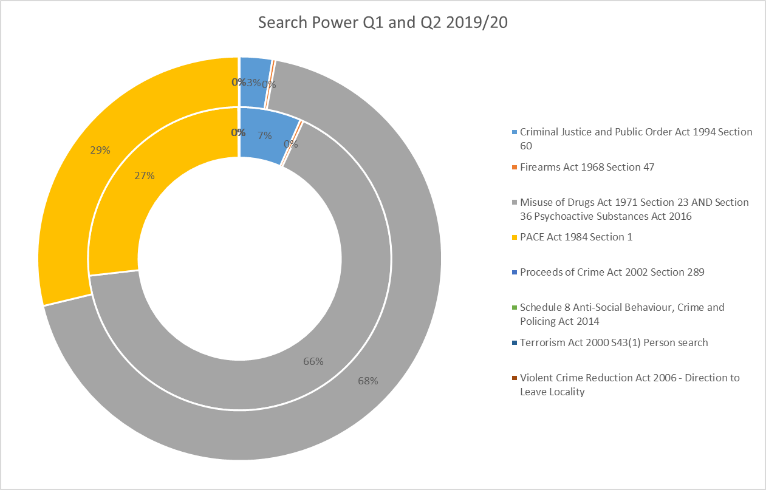 Search Power Q1 and Q2 2019/20
0%
3%
0%
0%
7%
0%
29%
27%
66%
68%
Criminal Justice and Public Order Act 1994 Section
60
Firearms Act 1968 Section 47
Misuse of Drugs Act 1971 Section 23 AND Section
36 Psychoactive Substances Act 2016
PACE Act 1984 Section 1
Proceeds of Crime Act 2002 Section 289
Schedule 8 Anti-Social Behaviour, Crime and
Policing Act 2014
Terrorism Act 2000 S43(1) Person search
Violent Crime Reduction Act 2006 - Direction to
Leave Locality